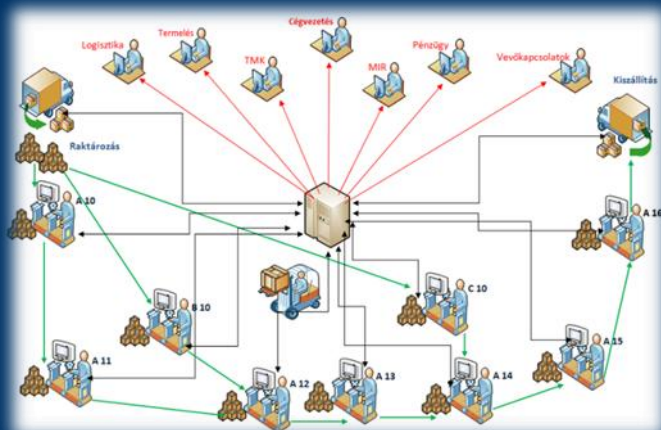 Cégvezetés
Termelés
Logisztika
Pénzügy
TMK
MIR
Vevőkapcsolatok
Kiszállítás
Raktározás
A 10
A 16
B 10
C 10
A 11
A 12
A 13
A 14
A 15